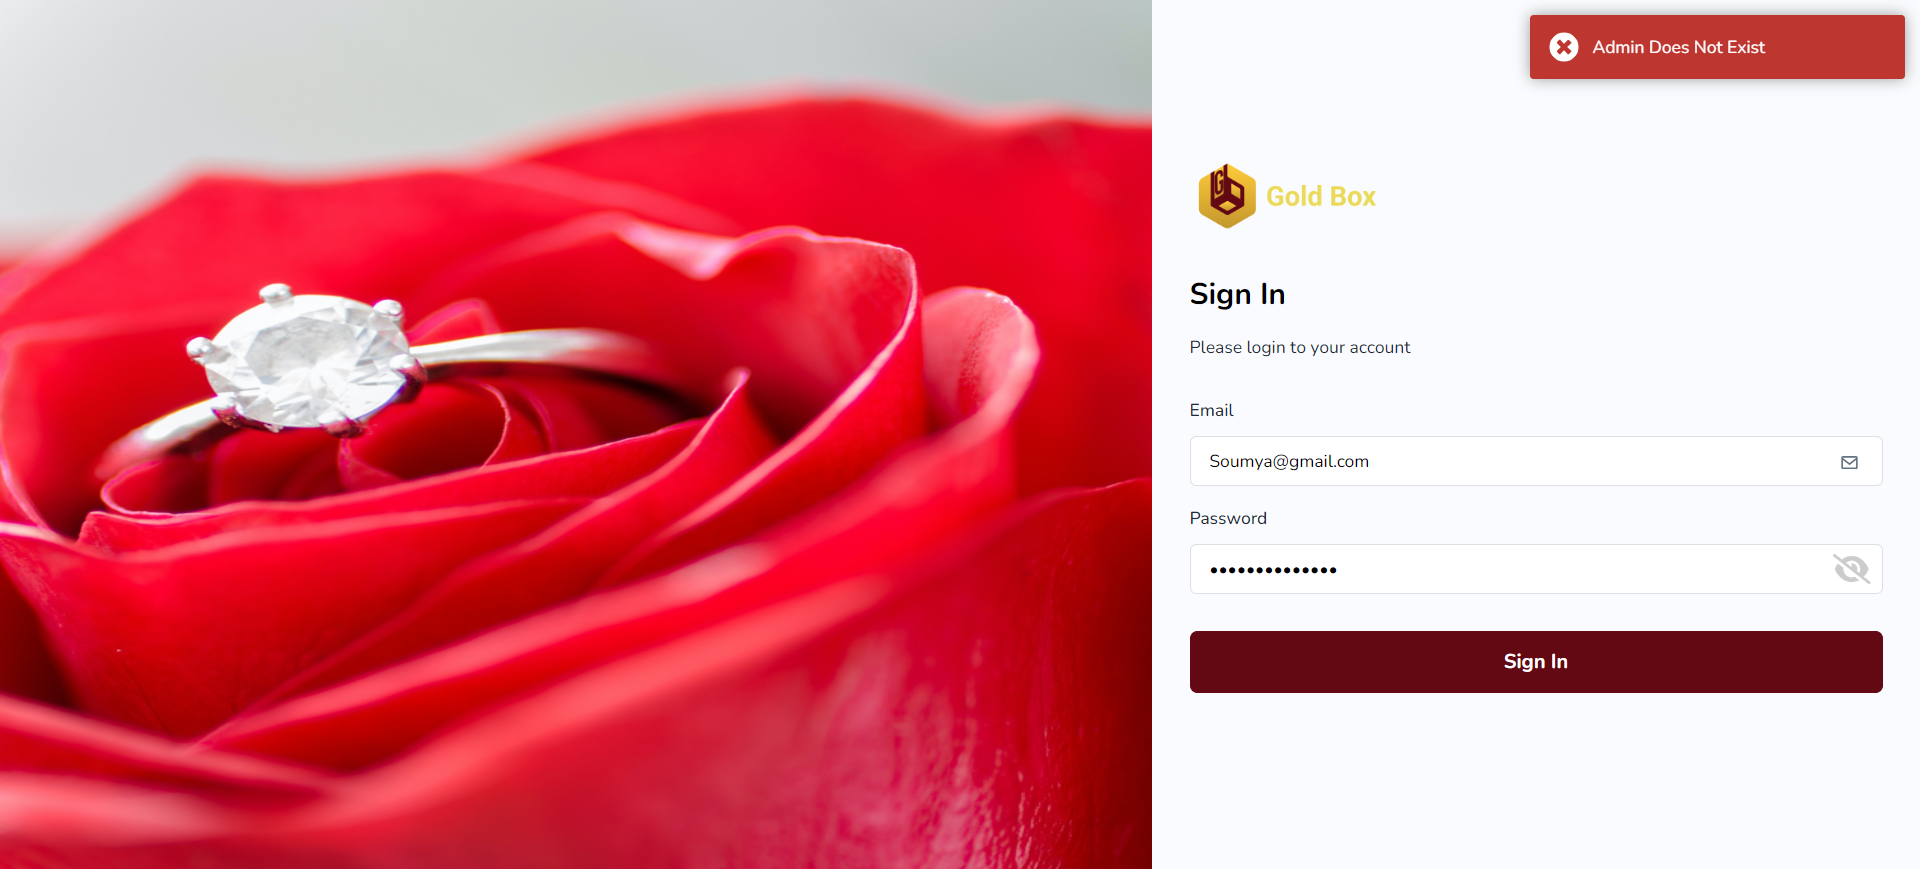 Admin Does Not Exist
Gold Box
Sign In
Please login to your account
Email
Soumya@gmail.com
Password
••••••••••••••
Sign In